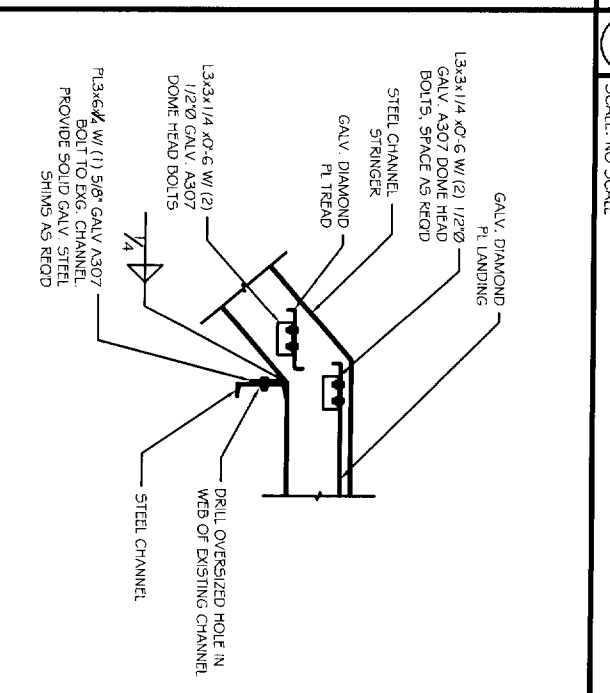 SCALE: NO SCALE
GALV. DIAMOND
PL LANDING
L3x3x1/4 x0'-6 W/ (2) 1/2"Ø
GALV. A307 DOME HEAD
BOLTS, SPACE AS REQ'D
STEEL CHANNEL
STRINGER
GALV. DIAMOND
PL TREAD
L3x3x1/4 x0'-6 W/ (2)
1/2"Ø GALV. A307
DOME HEAD BOLTS
1/4
PL3x6x1/4 W/ (1) 5/8" GALV A307
BOLT TO EXG. CHANNEL.
PROVIDE SOLID GALV. STEEL
SHIMS AS REQ'D
DRILL OVERSIZED HOLE IN
WEB OF EXISTING CHANNEL
STEEL CHANNEL